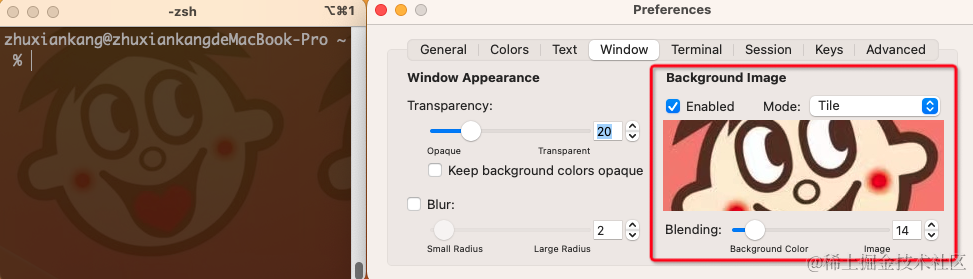 -zsh
⌥⌘1
zhuxiankang@zhuxiankangdeMacBook-Pro ~
%
Preferences
General Colors Text Window Terminal Session Keys Advanced
Window Appearance
Transparency:
20
Opaque Transparent
Keep background colors opaque
Blur:
2
Small Radius Large Radius
Background Image
Enabled Mode: Tile
Blending: 14
Background Color Image
@稀土掘金技术社区